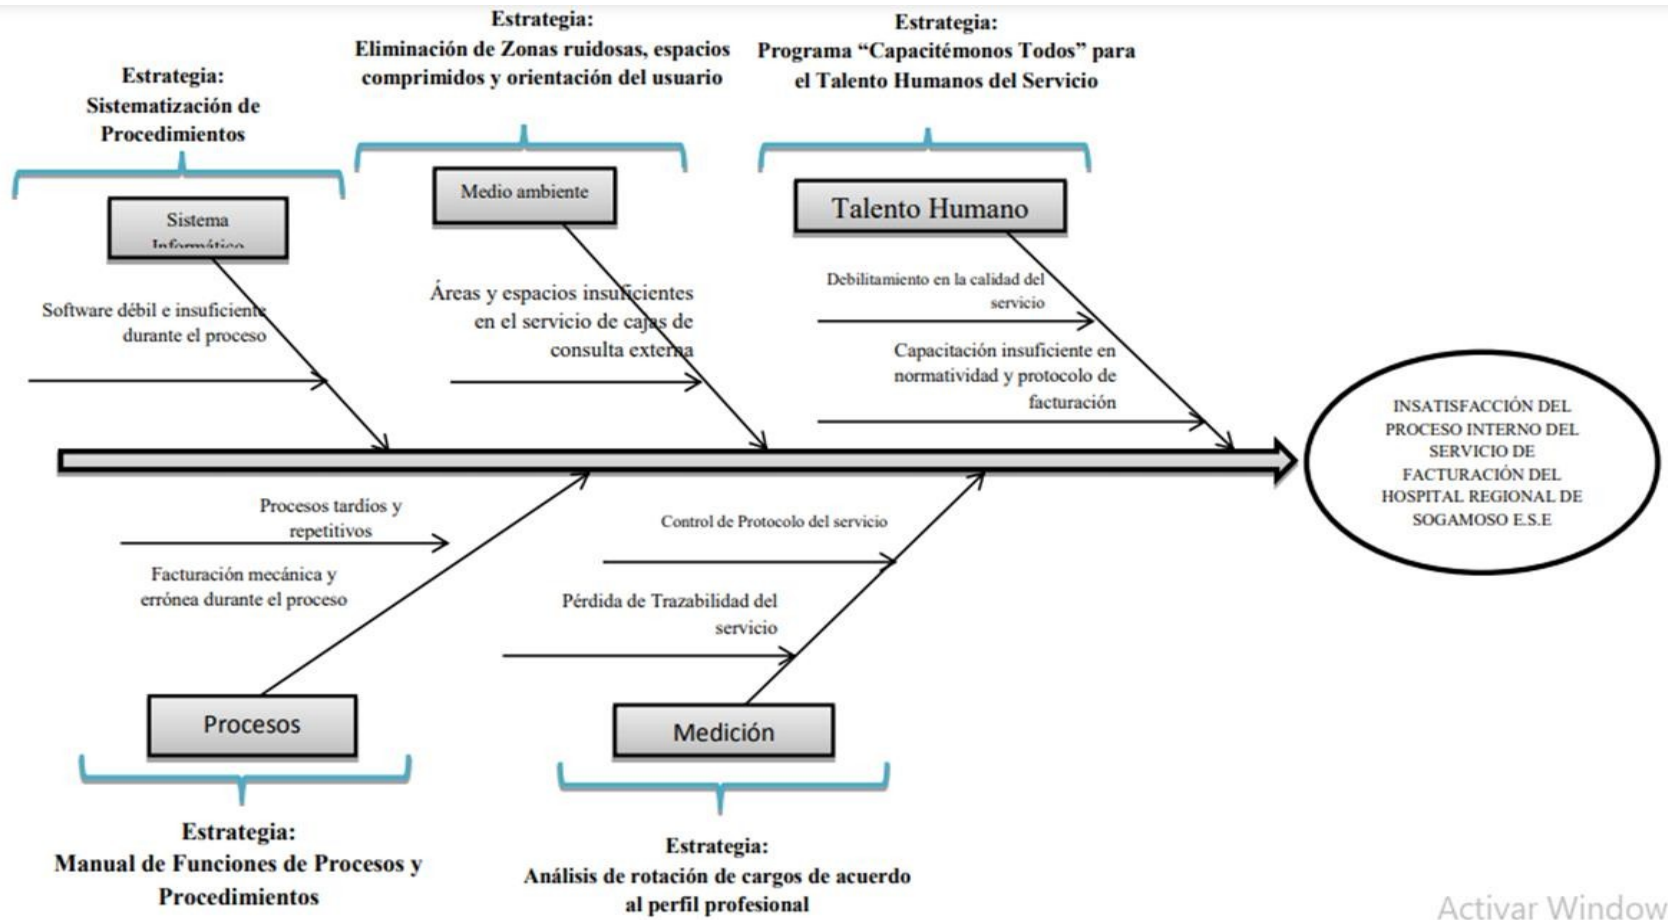 Estrategia:
Sistematización de
Procedimientos
Estrategia:
Eliminación de Zonas ruidosas, espacios
comprimidos y orientación del usuario
Estrategia:
Programa “Capacitémonos Todos” para
el Talento Humanos del Servicio
Sistema
Informático
Medio ambiente
Talento Humano
Software débil e insuficiente
durante el proceso
Áreas y espacios insuficientes
en el servicio de cajas de
consulta externa
Debilitamiento en la calidad del
servicio
Capacitación insuficiente en
normatividad y protocolo de
facturación
INSATISFACCIÓN DEL
PROCESO INTERNO DEL
SERVICIO DE
FACTURACIÓN DEL
HOSPITAL REGIONAL DE
SOGAMOSO E.S.E
Procesos tardíos y
repetitivos
Facturación mecánica y
errónea durante el proceso
Control de Protocolo del servicio
Pérdida de Trazabilidad del
servicio
Procesos
Medición
Estrategia:
Manual de Funciones de Procesos y
Procedimientos
Estrategia:
Análisis de rotación de cargos de acuerdo
al perfil profesional
Activar Window